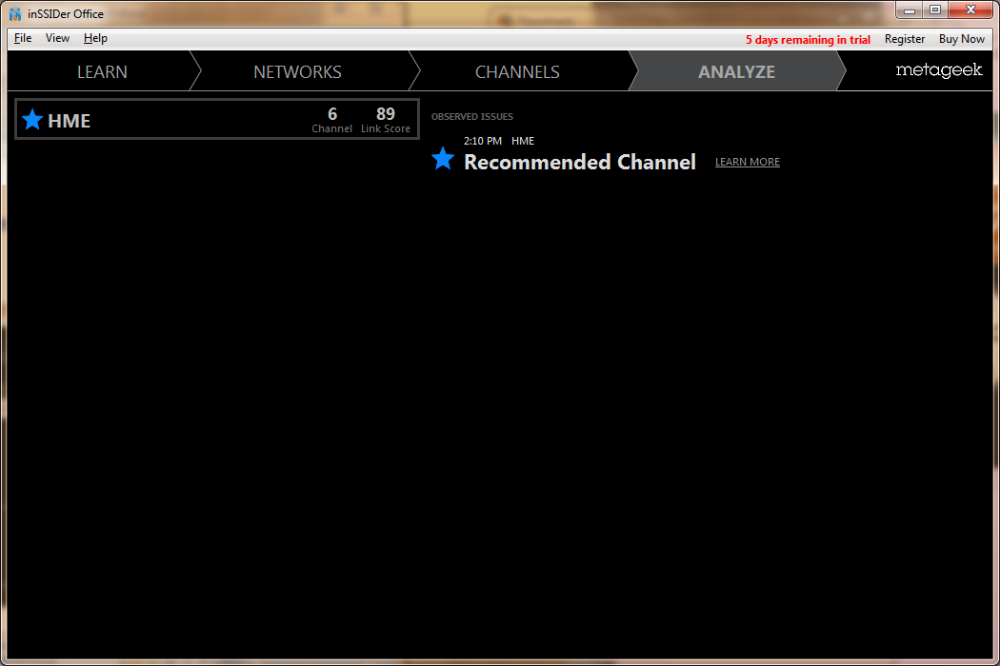 inSSIDer Office
File View Help 5 days remaining in trial Register Buy Now
LEARN NETWORKS CHANNELS ANALYZE metageek
HME 6 Channel 89 Link Score
OBSERVED ISSUES
2:10 PM HME
Recommended Channel LEARN MORE